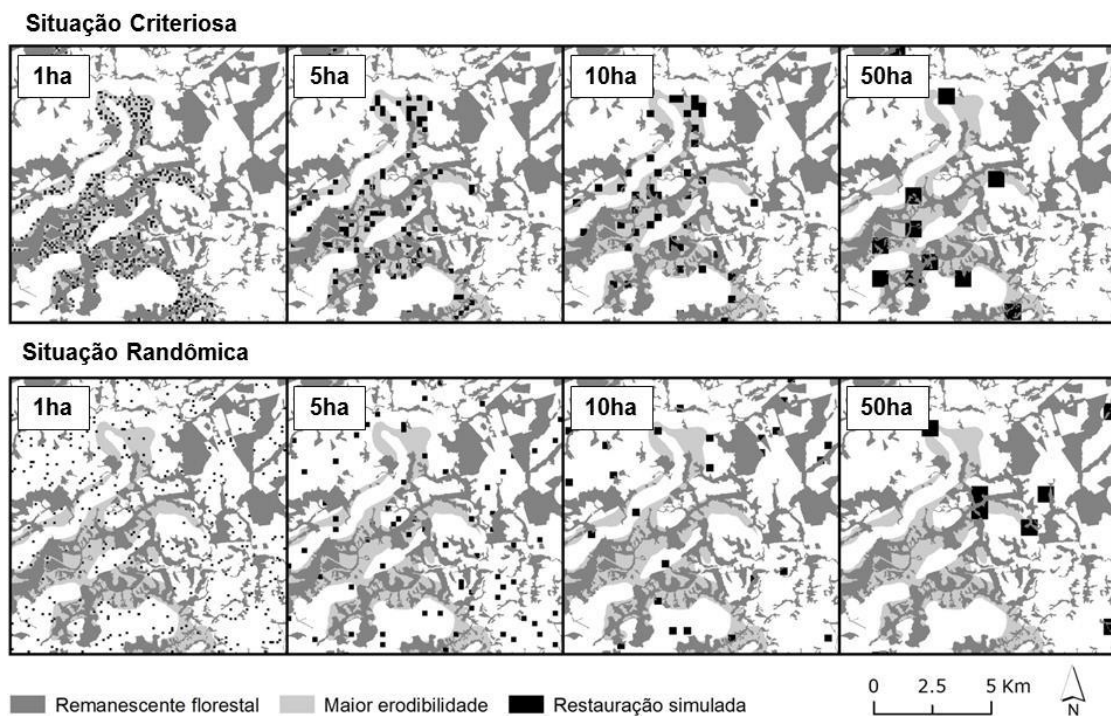 Situação Criteriosa
1ha 5ha 10ha 50ha
Situação Randômica
1ha 5ha 10ha 50ha
Remanescente florestal Maior erodibilidade Restauração simulada
0 2.5 5 Km
N